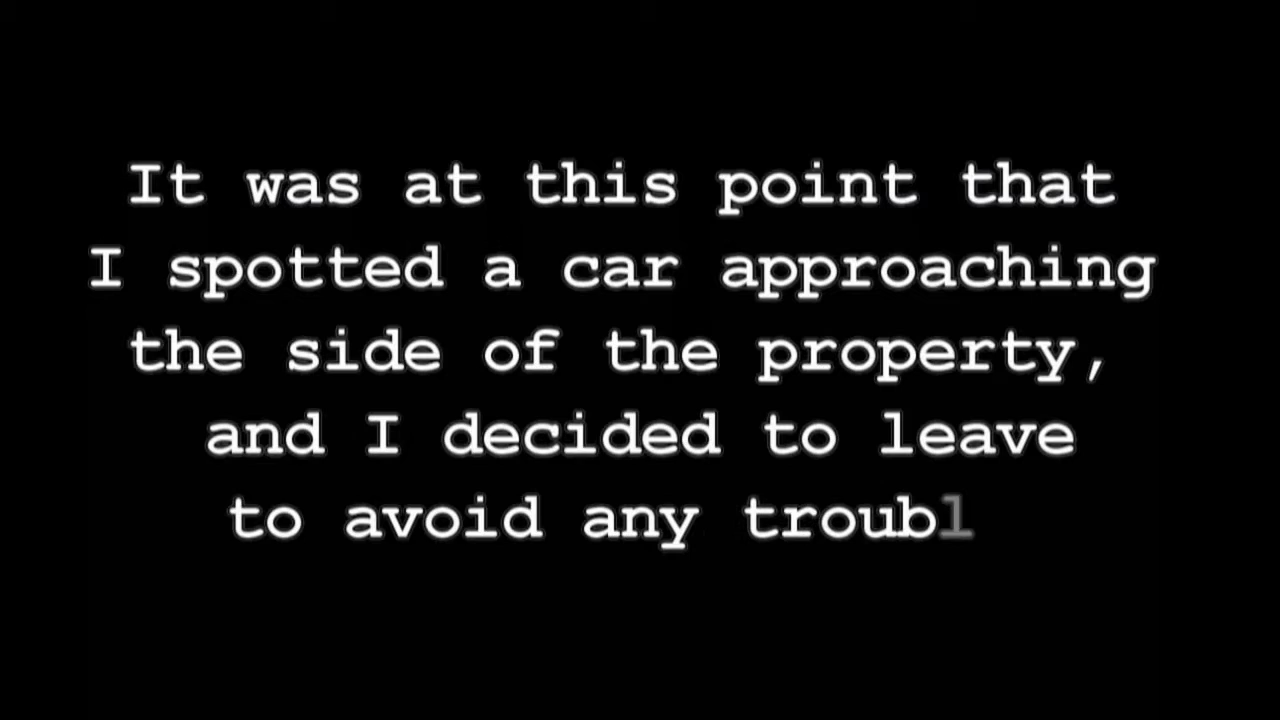 It was at this point that
I spotted a car approaching
the side of the property,
and I decided to leave
to avoid any troubl